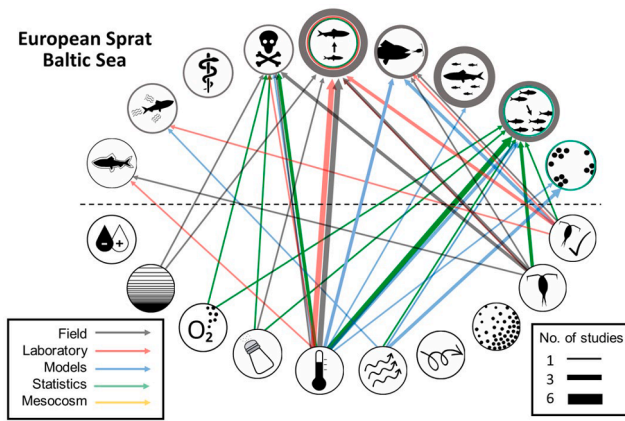 European Sprat
Baltic Sea
- +
O2
Field
Laboratory
Models
Statistics
Mesocosm
No. of studies
1
3
6